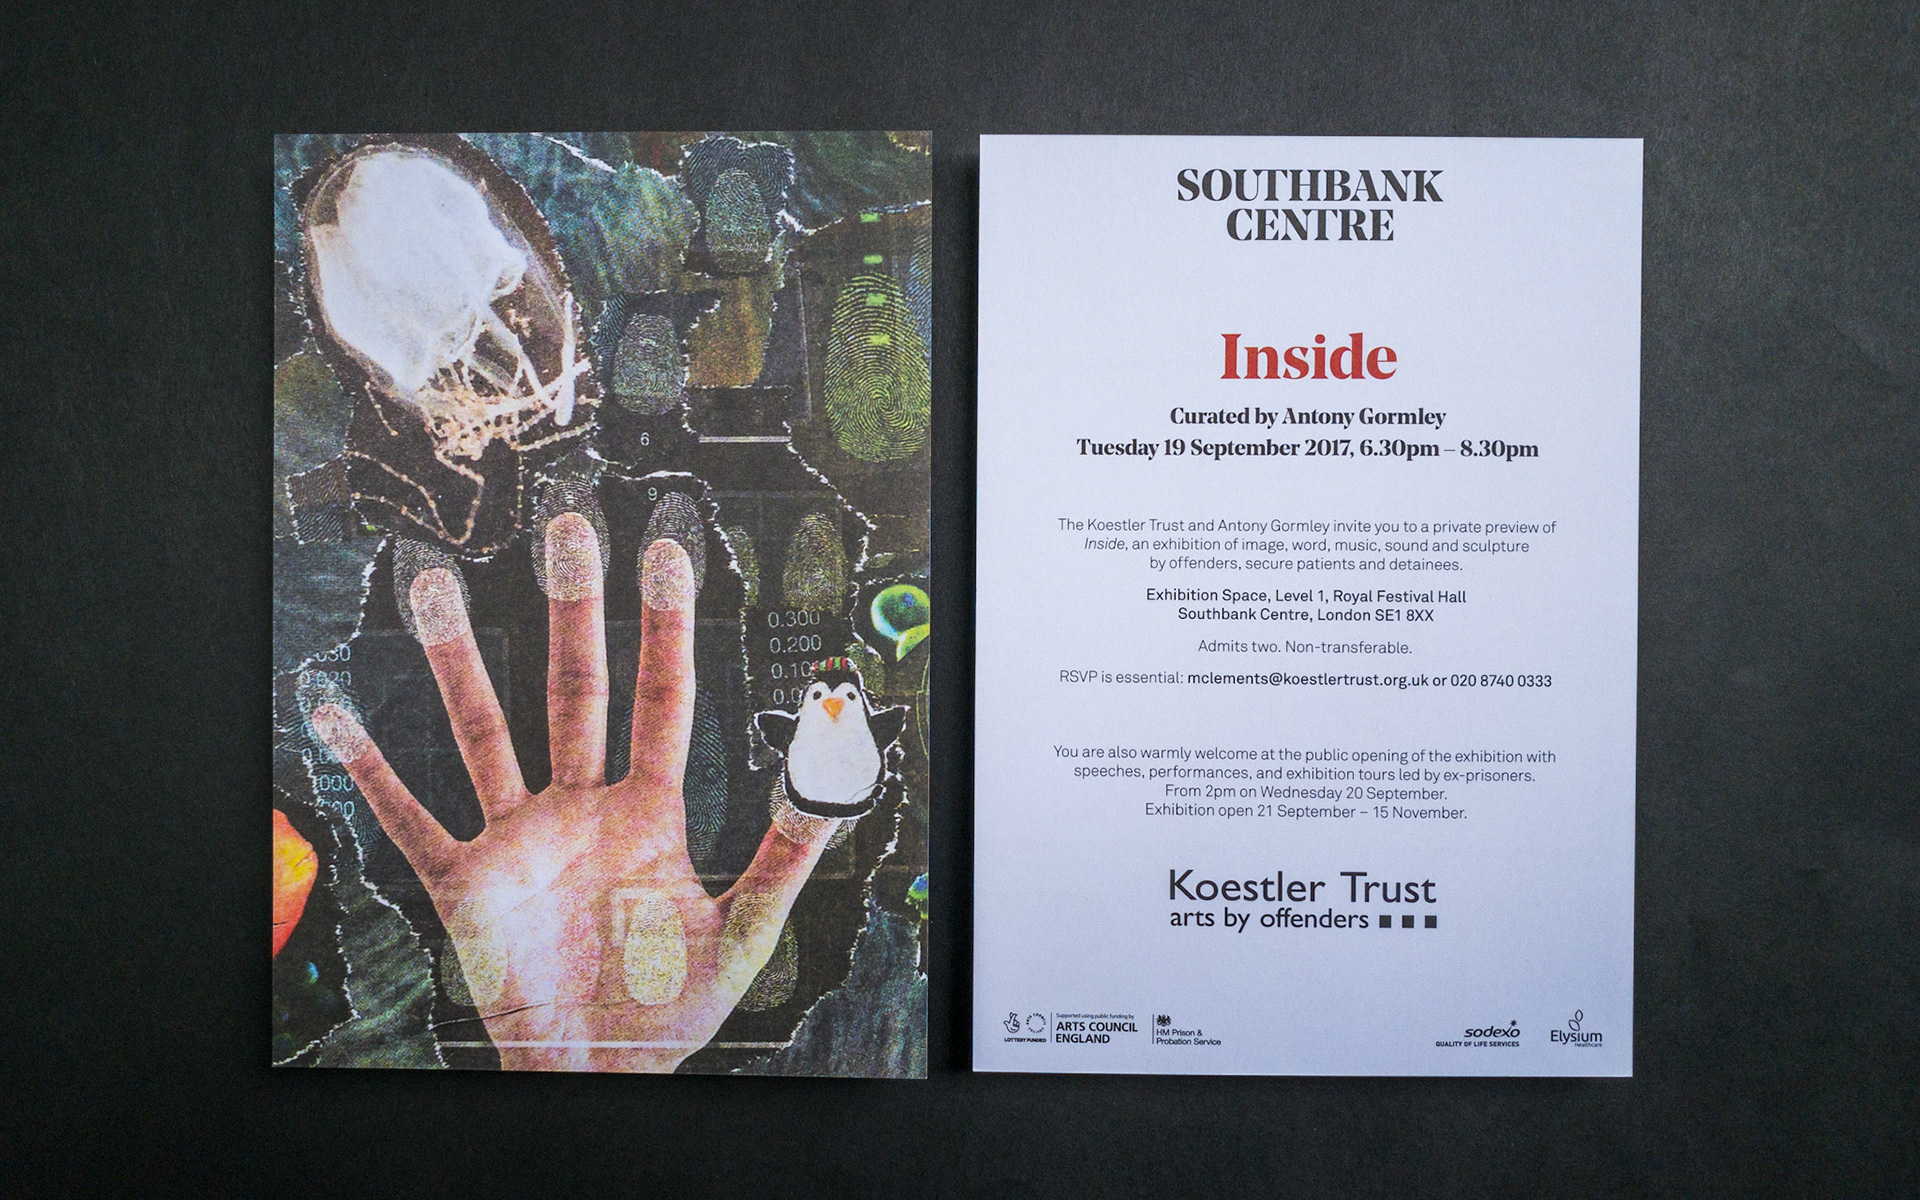 6
9
0.300
0.200
0.10
0.0
000
SOUTHBANK
CENTRE
Inside
Curated by Antony Gormley
Tuesday 19 September 2017, 6.30pm – 8.30pm
The Koestler Trust and Antony Gormley invite you to a private preview of
Inside, an exhibition of image, word, music, sound and sculpture
by offenders, secure patients and detainees.
Exhibition Space, Level 1, Royal Festival Hall
Southbank Centre, London SE1 8XX
Admits two. Non-transferable.
RSVP is essential: mclements@koestlertrust.org.uk or 020 8740 0333
You are also warmly welcome at the public opening of the exhibition with
speeches, performances, and exhibition tours led by ex-prisoners.
From 2pm on Wednesday 20 September.
Exhibition open 21 September – 15 November.
Koestler Trust
arts by offenders
LOTTERY FUNDED
Supported using public funding by
ARTS COUNCIL
ENGLAND
HM Prison &
Probation Service
sodexo
QUALITY OF LIFE SERVICES
Elysium
Healthcare